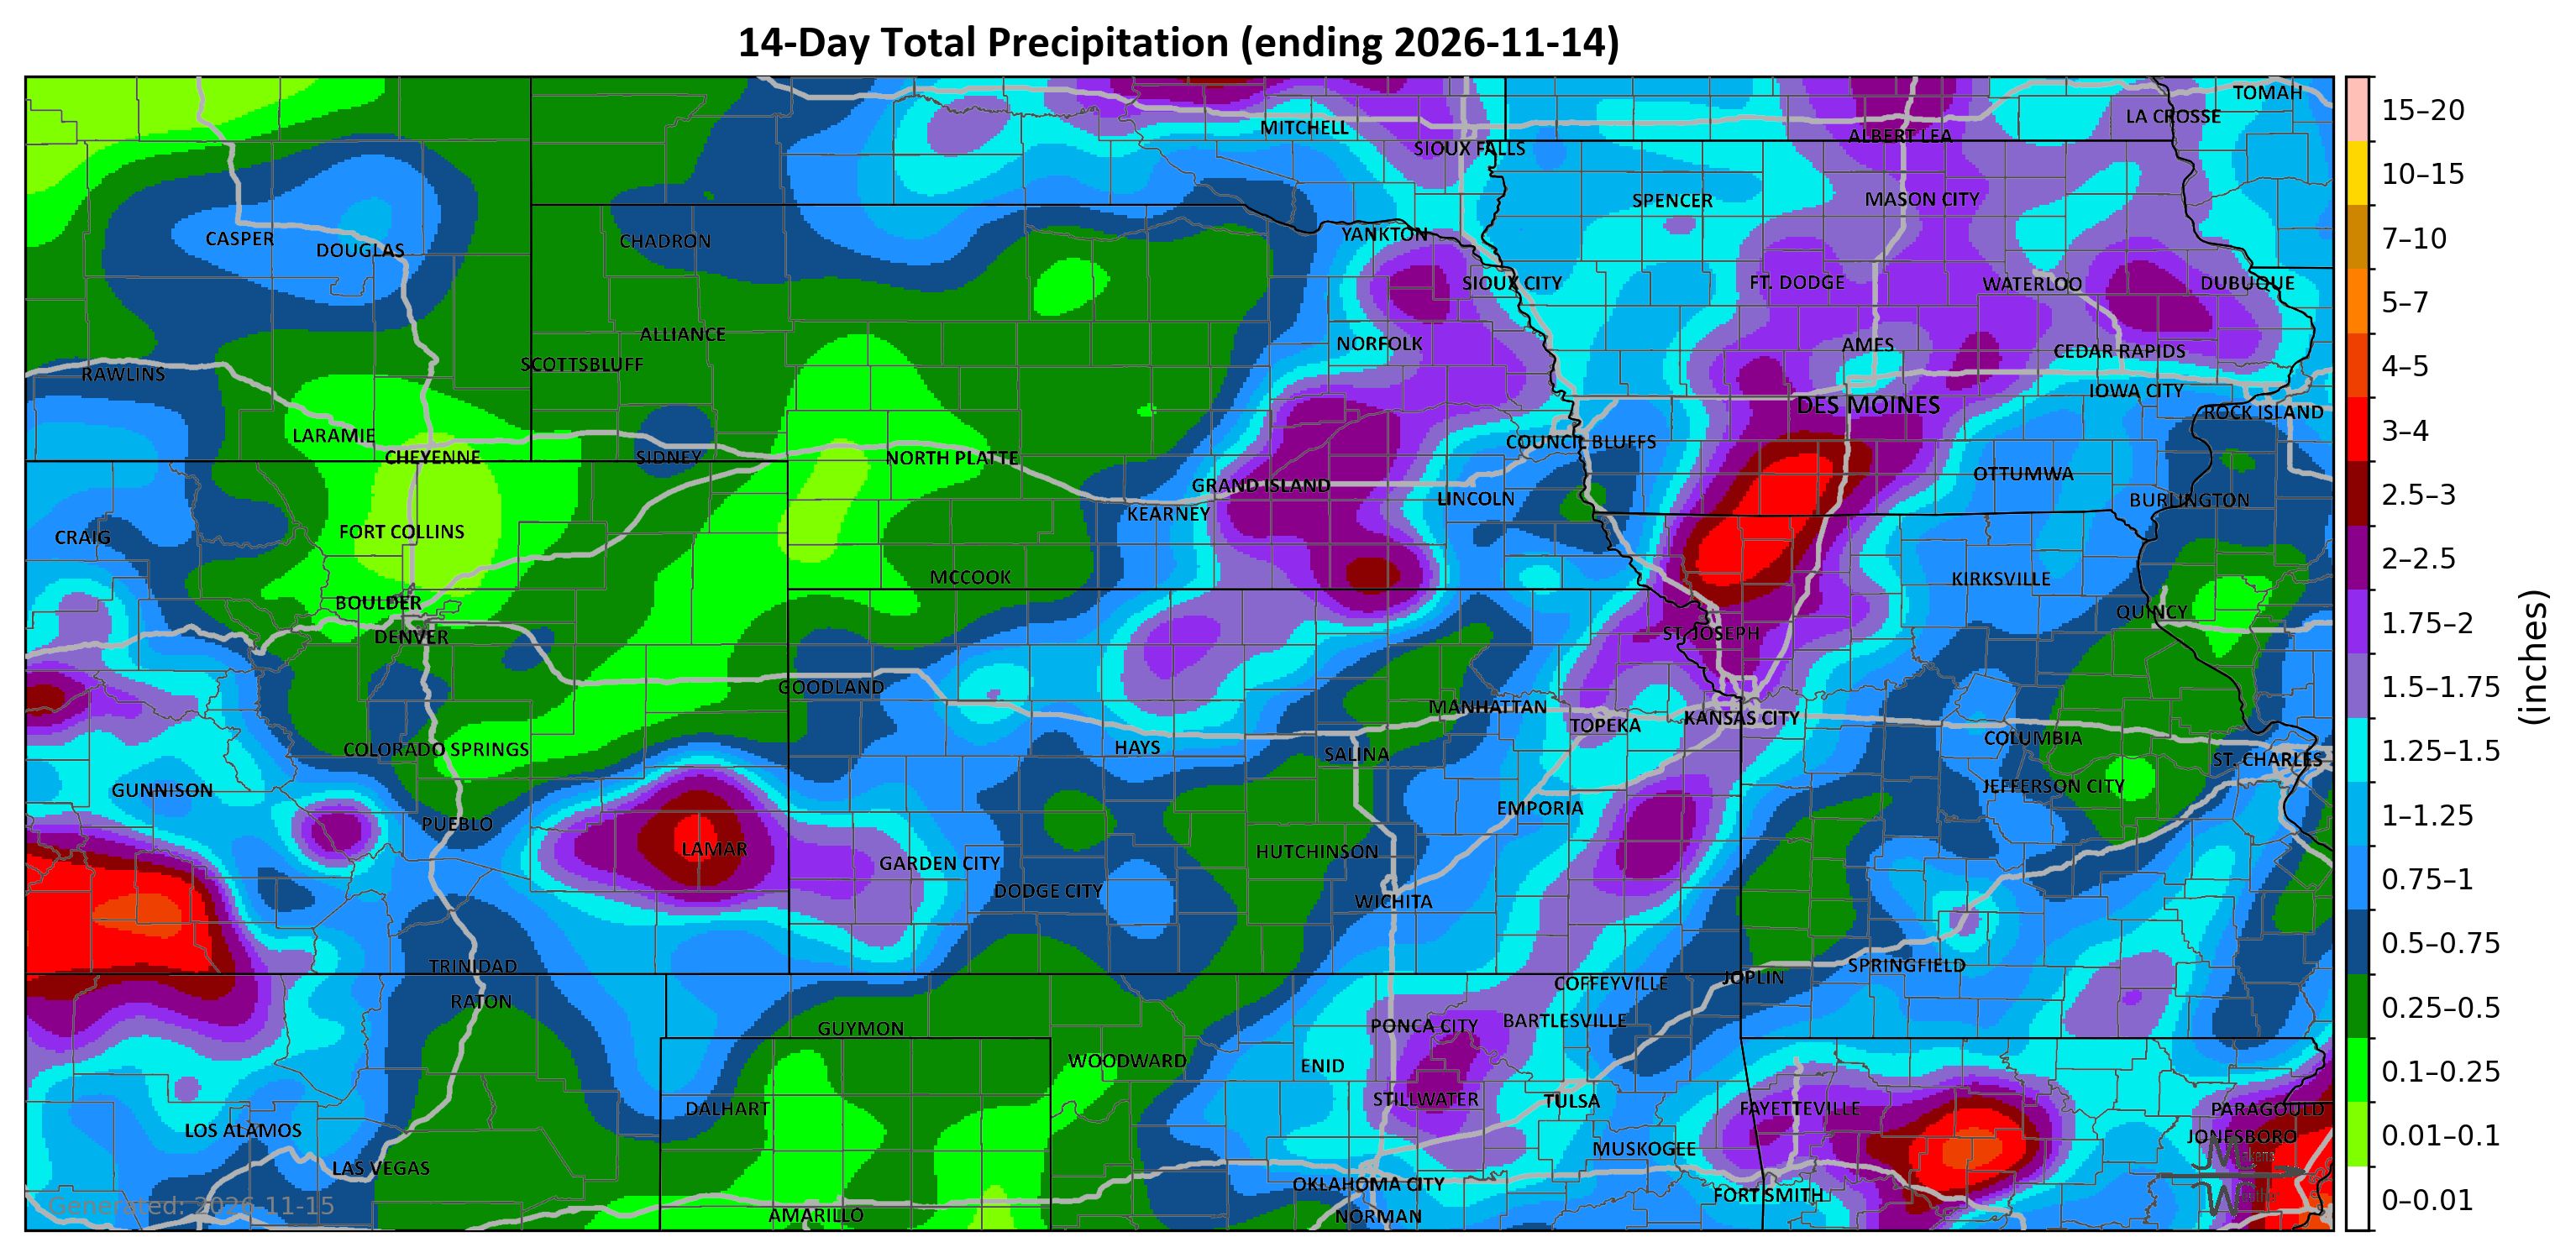 14-Day Total Precipitation (ending 2026-11-14)
TOMAH
LA CROSSE
MITCHELL
ALBERT LEA
SIOUX FALLS
SPENCER
MASON CITY
YANKTON
CASPER
CHADRON
DOUGLAS
SIOUX CITY
FT. DODGE
WATERLOO
DUBUQUE
ALLIANCE
NORFOLK
AMES
CEDAR RAPIDS
SCOTTSBLUFF
RAWLINS
IOWA CITY
DES MOINES
ROCK ISLAND
LARAMIE
COUNCIL BLUFFS
CHEYENNE
SIDNEY
NORTH PLATTE
OTTUMWA
GRAND ISLAND
LINCOLN
BURLINGTON
KEARNEY
FORT COLLINS
CRAIG
MCCOOK
KIRKSVILLE
BOULDER
QUINCY
DENVER
ST. JOSEPH
GOODLAND
MANHATTAN
KANSAS CITY
TOPEKA
COLUMBIA
COLORADO SPRINGS
HAYS
SALINA
ST. CHARLES
GUNNISON
JEFFERSON CITY
EMPORIA
PUEBLO
LAMAR
HUTCHINSON
GARDEN CITY
DODGE CITY
WICHITA
TRINIDAD
SPRINGFIELD
JOPLIN
COFFEYVILLE
RATON
BARTLESVILLE
PONCA CITY
GUYMON
WOODWARD
ENID
STILLWATER
TULSA
DALHART
FAYETTEVILLE
PARAGOULD
LOS ALAMOS
JONESBORO
MUSKOGEE
LAS VEGAS
OKLAHOMA CITY
FORT SMITH
AMARILLO
NORMAN
Generated: 2026-11-15
15–20
10–15
7–10
5–7
4–5
3–4
2.5–3
2–2.5
1.75–2
1.5–1.75
1.25–1.5
1–1.25
0.75–1
0.5–0.75
0.25–0.5
0.1–0.25
0.01–0.1
0–0.01
(inches)